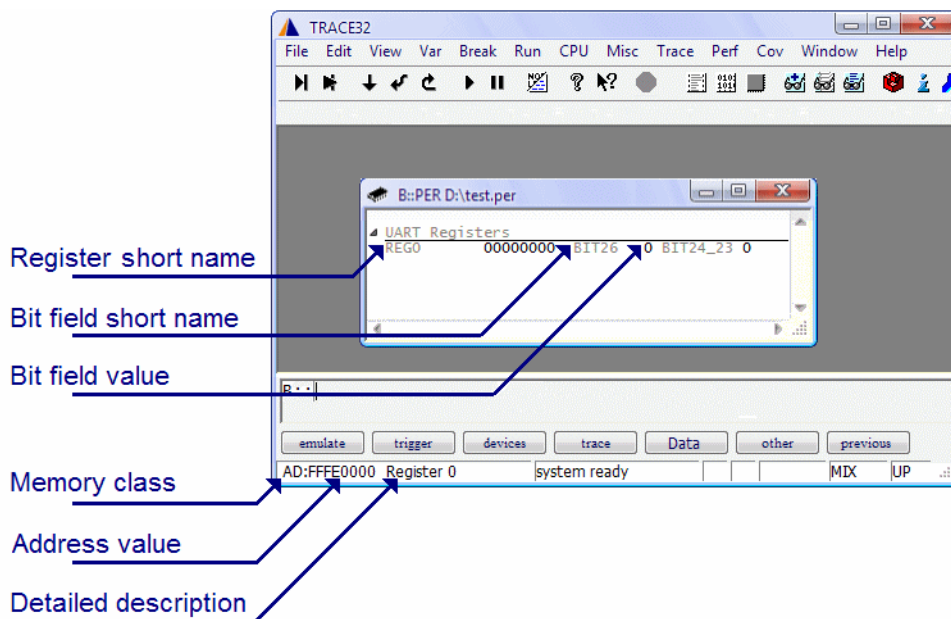 TRACE32
File Edit View Var Break Run CPU Misc Trace Perf Cov Window Help
B::PER D:\test.per
UART Registers
REG0 00000000 BIT26 0 BIT24_23 0
Register short name
Bit field short name
Bit field value
B::
emulate trigger devices trace Data other previous
AD:FFFE0000 Register 0 system ready MIX UP
Memory class
Address value
Detailed description